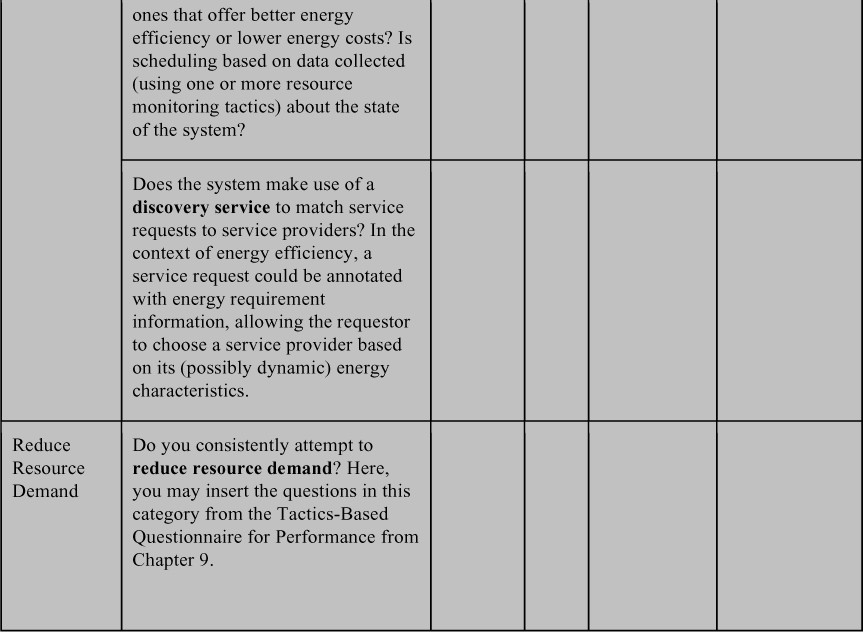 ones that offer better energy
efficiency or lower energy costs? Is
scheduling based on data collected
(using one or more resource
monitoring tactics) about the state
of the system?
Does the system make use of a
discovery service to match service
requests to service providers? In the
context of energy efficiency, a
service request could be annotated
with energy requirement
information, allowing the requestor
to choose a service provider based
on its (possibly dynamic) energy
characteristics.
Reduce
Resource
Demand
Do you consistently attempt to
reduce resource demand? Here,
you may insert the questions in this
category from the Tactics-Based
Questionnaire for Performance from
Chapter 9.